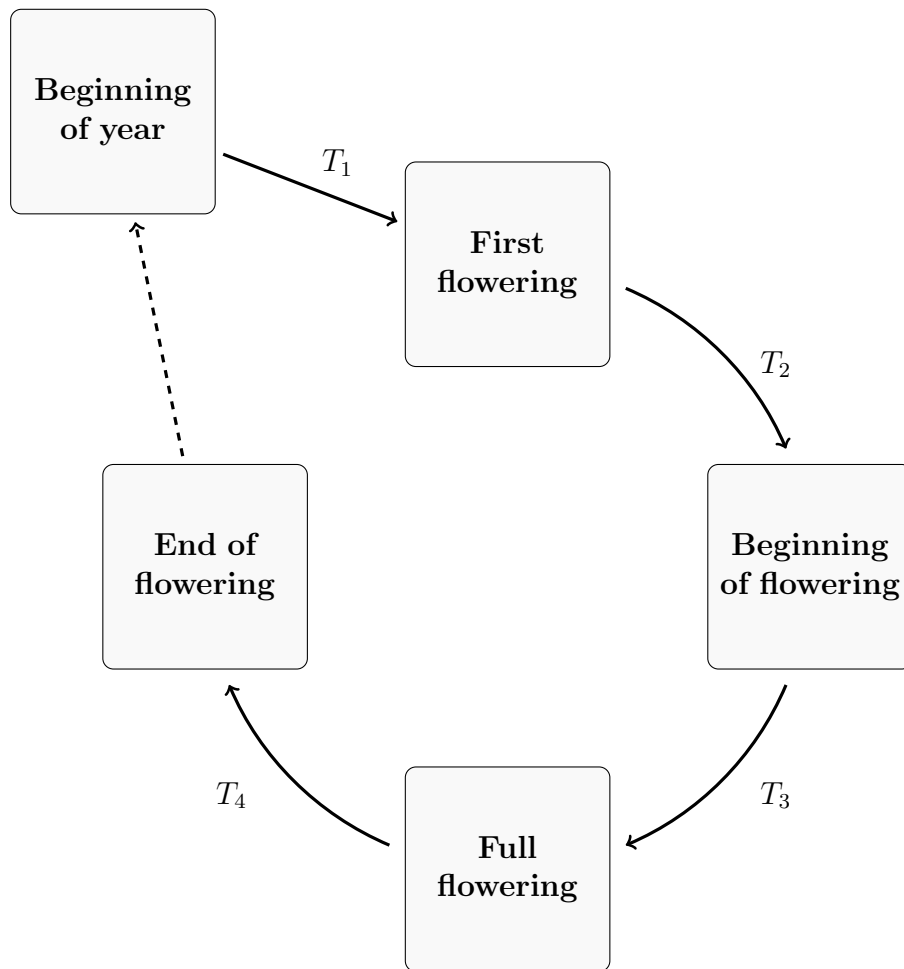 Beginning
of year
T₁
First
flowering
T₂
Beginning
of flowering
T₃
Full
flowering
T₄
End of
flowering